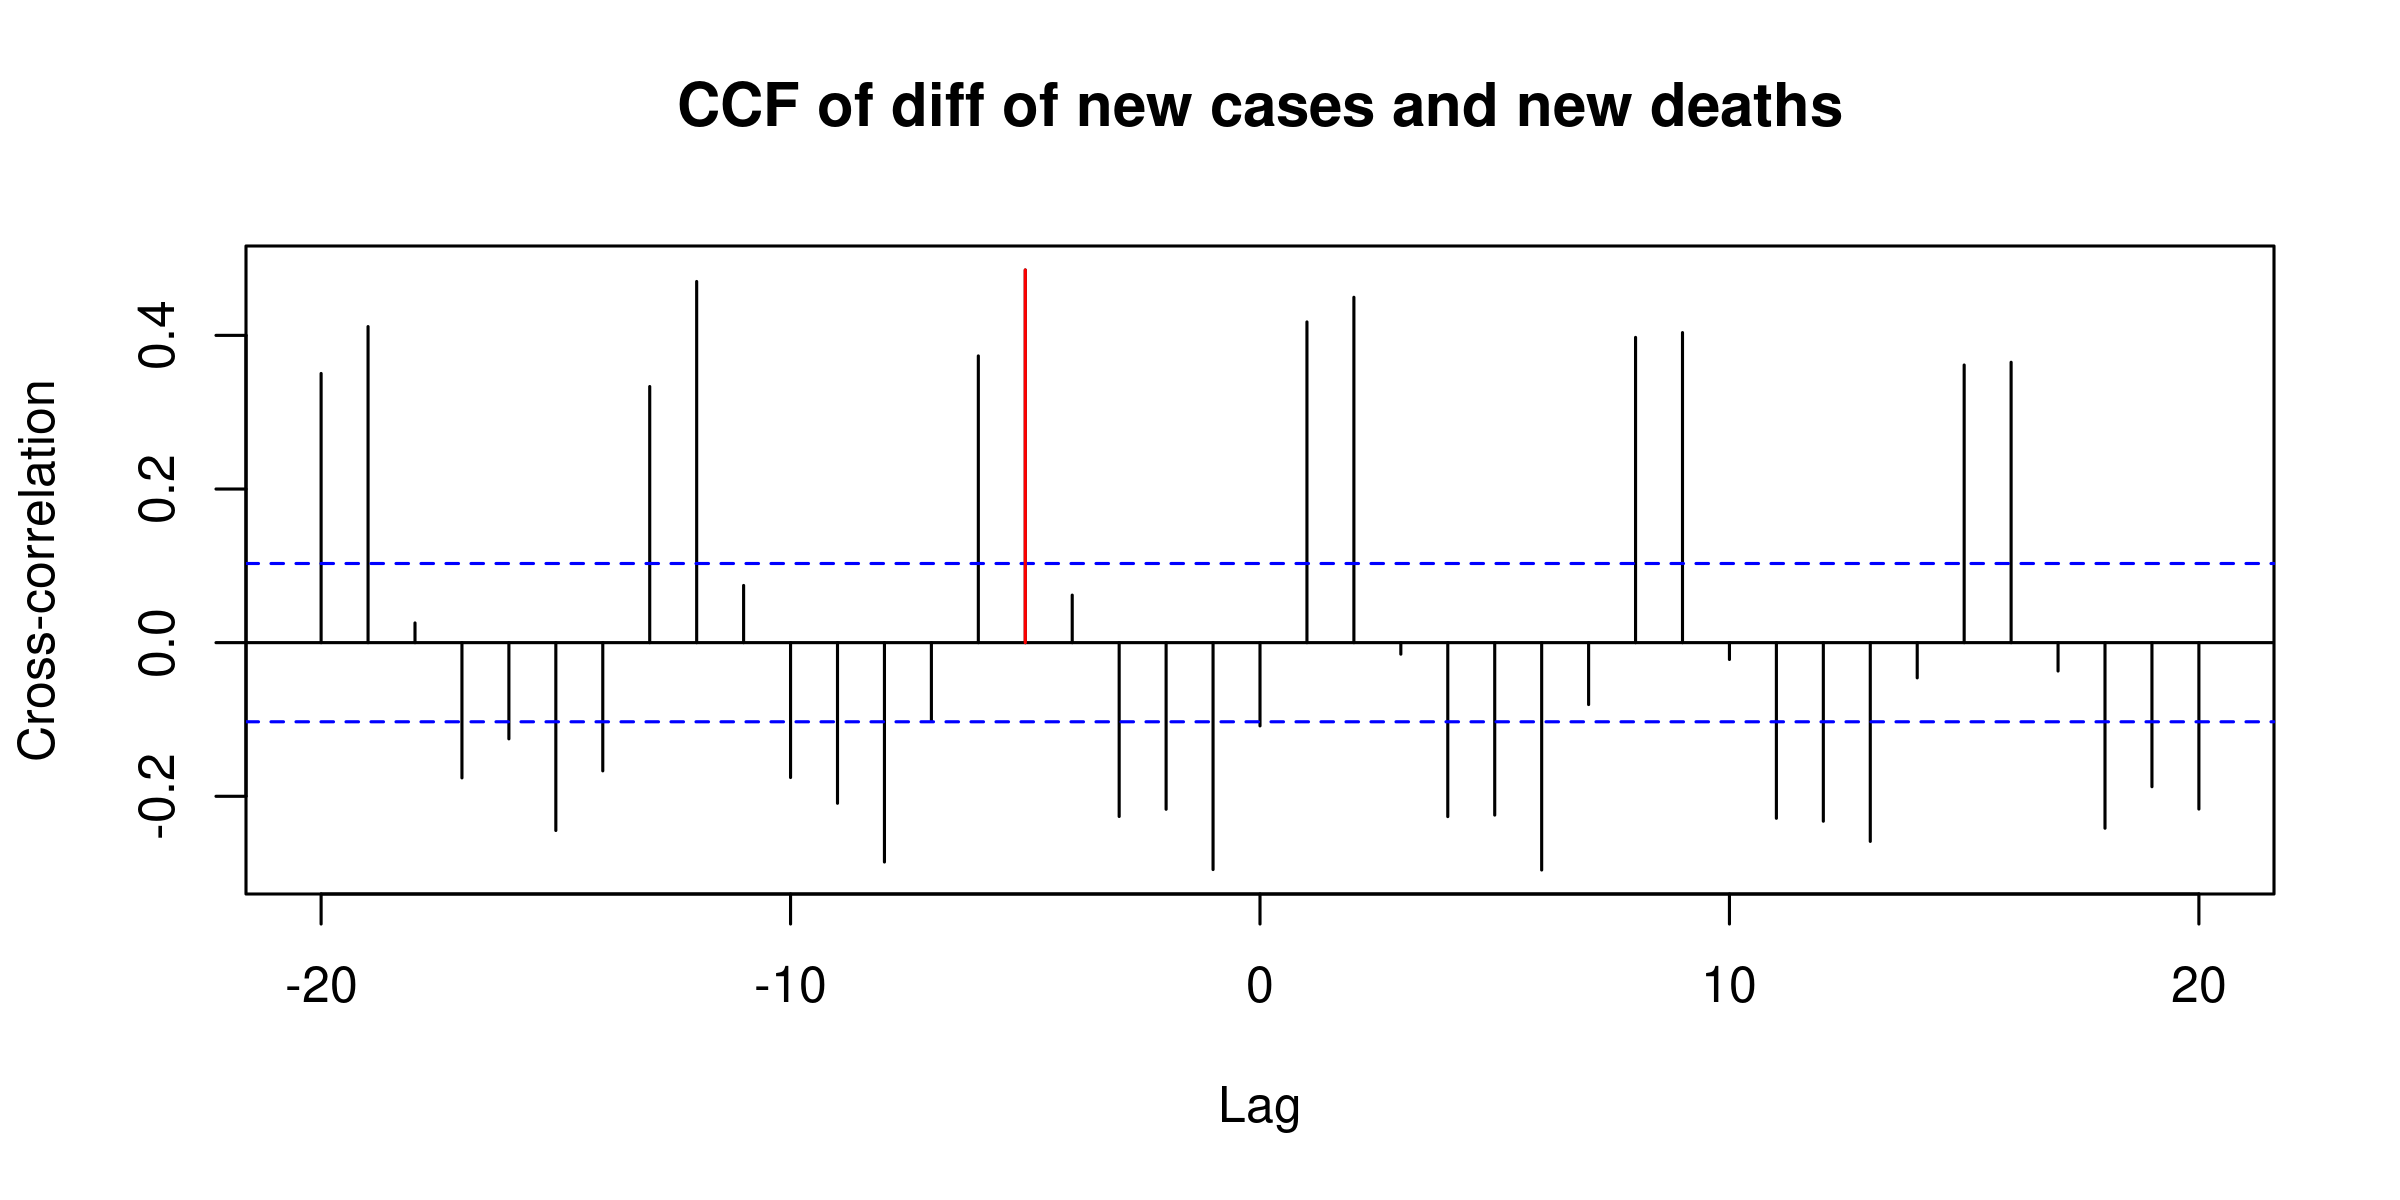 CCF of diff of new cases and new deaths
Cross-correlation
0.4
0.2
0.0
-0.2
-20 -10 0 10 20
Lag